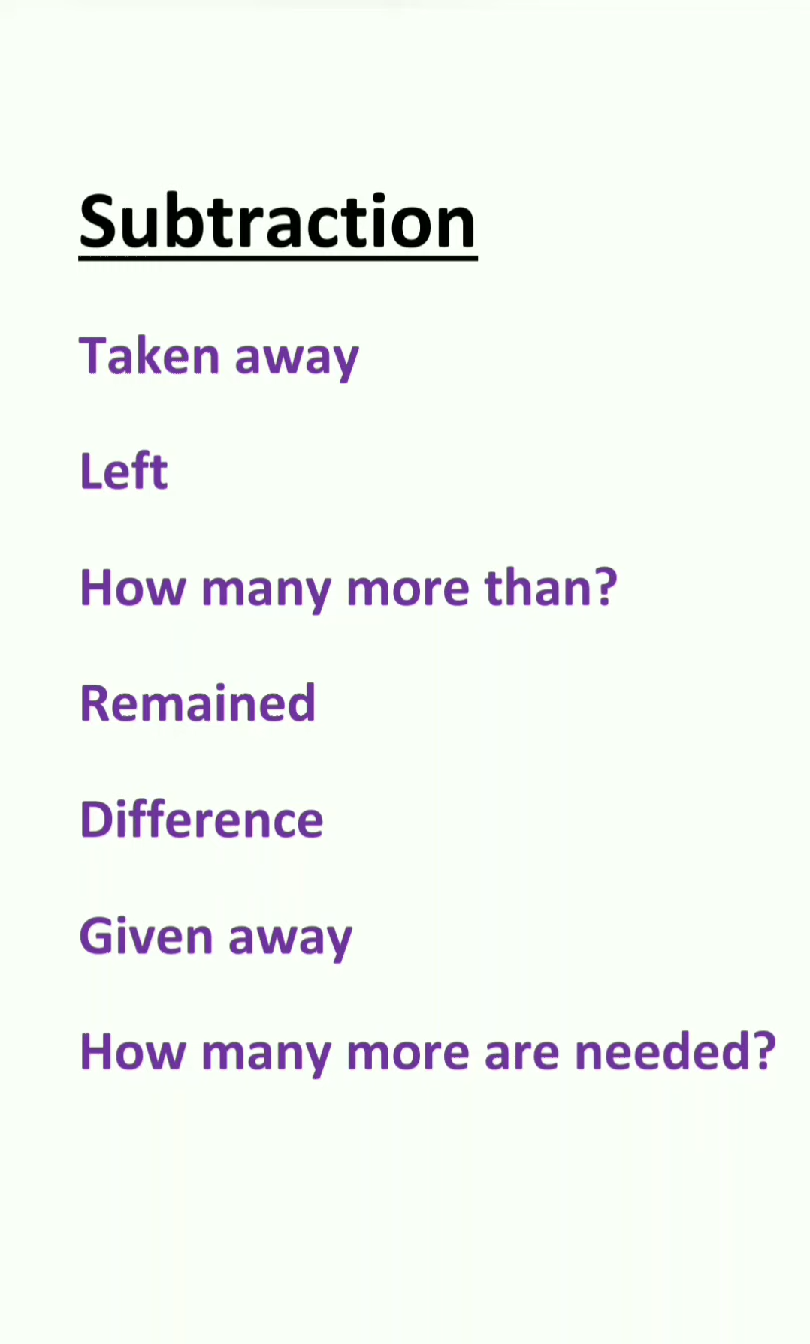 Subtraction
Taken away
Left
How many more than?
Remained
Difference
Given away
How many more are needed?